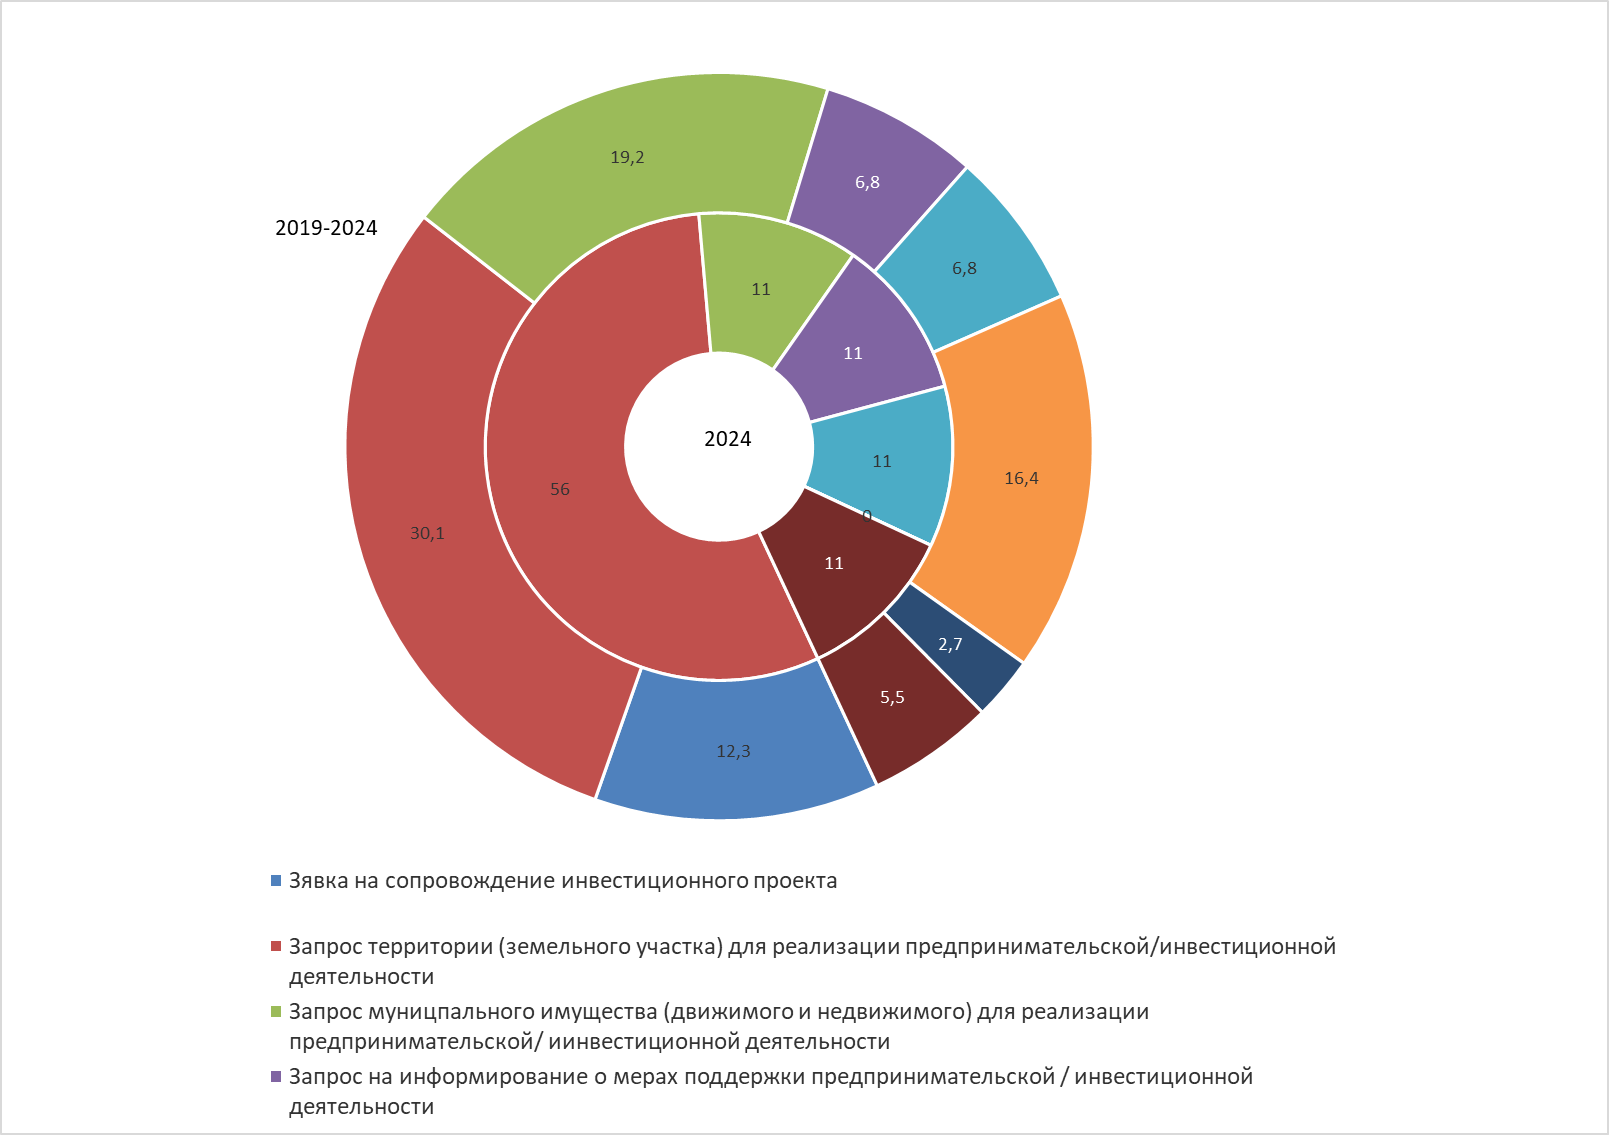 19,2
6,8
2019-2024
6,8
11
11
2024
11
16,4
56
0
30,1
11
2,7
5,5
12,3
Зявка на сопровождение инвестиционного проекта
Запрос территории (земельного участка) для реализации предпринимательской/инвестиционной
деятельности
Запрос муницпального имущества (движимого и недвижимого) для реализации
предпринимательской/ иинвестиционной деятельности
Запрос на информирование о мерах поддержки предпринимательской / инвестиционной
деятельности